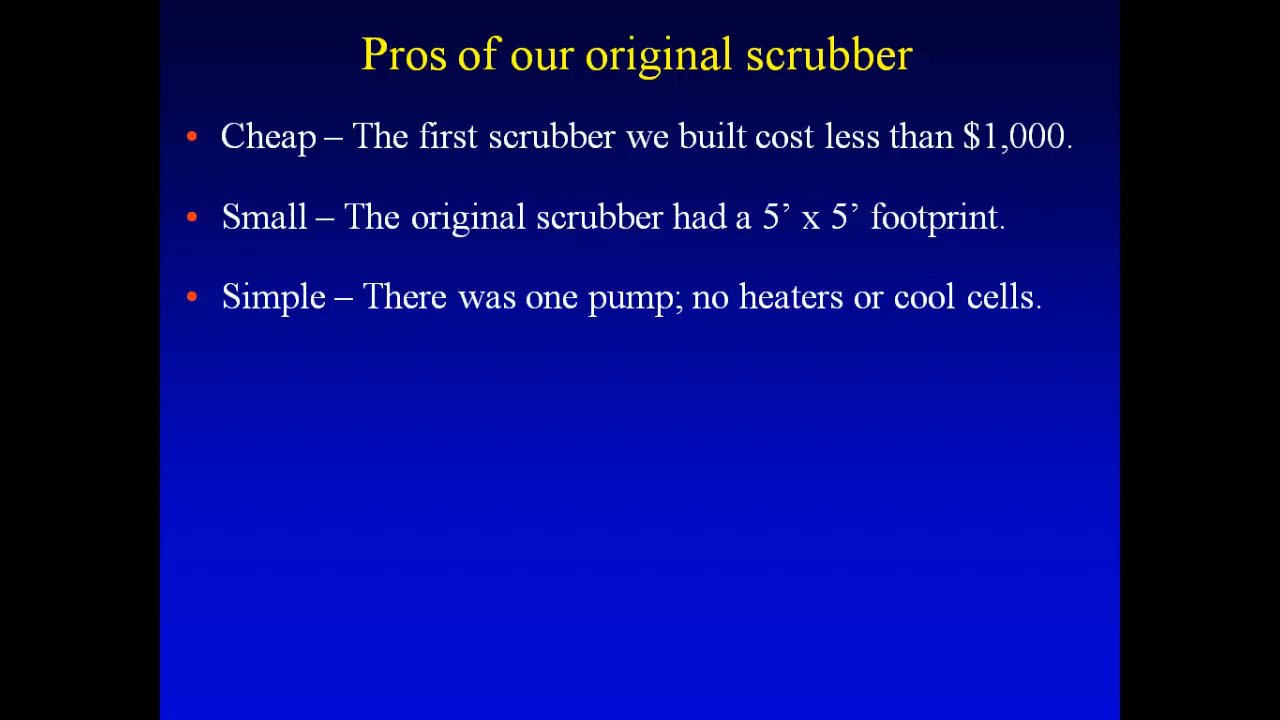 Pros of our original scrubber
• Cheap – The first scrubber we built cost less than $1,000.
• Small – The original scrubber had a 5’ x 5’ footprint.
• Simple – There was one pump; no heaters or cool cells.